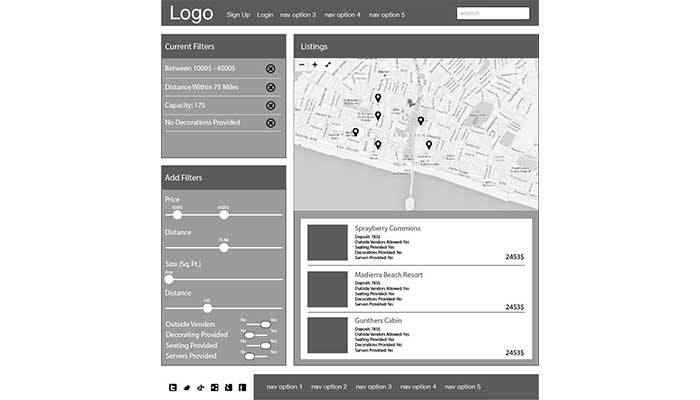 Logo
Sign Up Login nav option 3 nav option 4 nav option 5
search
Current Filters
Between 1000$ - 4500$
Distance Within 75 Miles
Capacity: 175
No Decorations Provided
Add Filters
Price
1000$ 4500$
Distance
75 Mi
Size (Sq. Ft.)
Any
Distance
Outside Venders
No Yes
Decorating Provided
No Yes
Seating Provided
No Yes
Servers Provided
No Yes
Listings
Sprayberry Commons
Deposit: 785$
Outside Vendors Allowed: Yes
Seating Provided: Yes
Decorations Provided: No
Servers Provided: No
2453$
Madierra Beach Resort
Deposit: 785$
Outside Vendors Allowed: Yes
Seating Provided: Yes
Decorations Provided: No
Servers Provided: No
2453$
Gunthers Cabin
Deposit: 785$
Outside Vendors Allowed: Yes
Seating Provided: Yes
Decorations Provided: No
Servers Provided: No
2453$
nav option 1 nav option 2 nav option 3 nav option 4 nav option 5